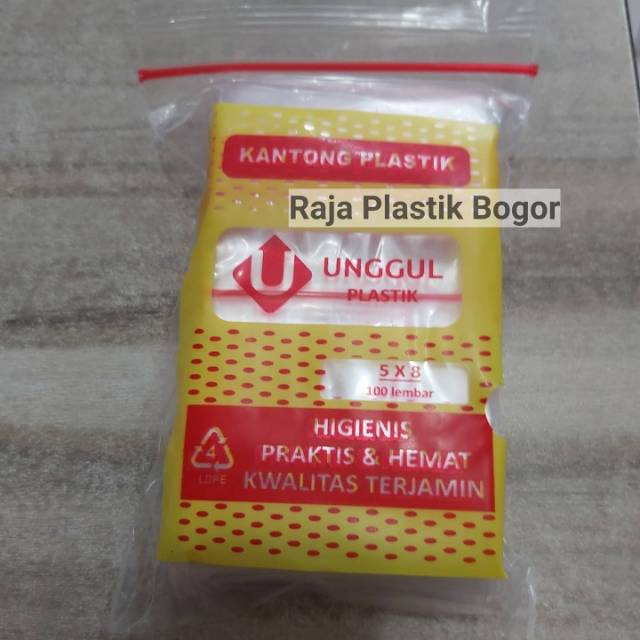 KANTONG PLASTIK
Raja Plastik Bogor
U UNGGUL
PLASTIK
5 X 8
100 lembar
HIGIENIS
PRAKTIS & HEMAT
KWALITAS TERJAMIN
4
LDPE